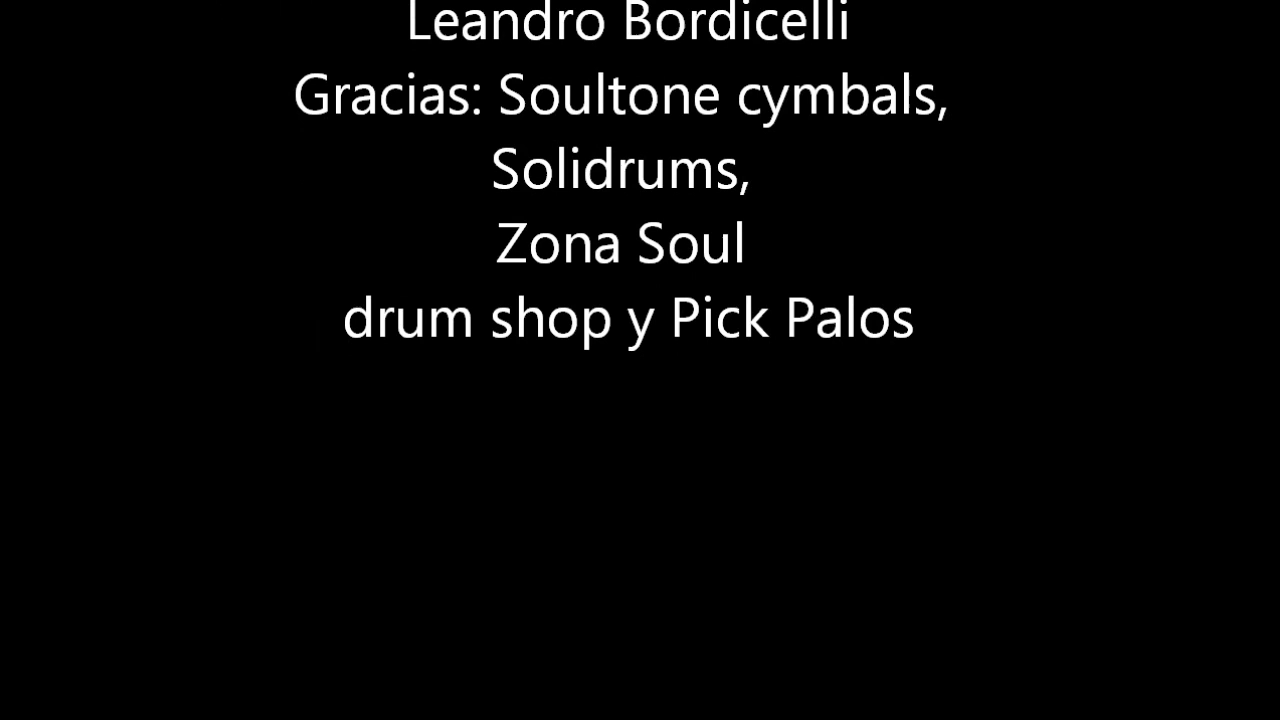 Leandro Bordicelli
Gracias: Soultone cymbals,
Solidrums,
Zona Soul
drum shop y Pick Palos